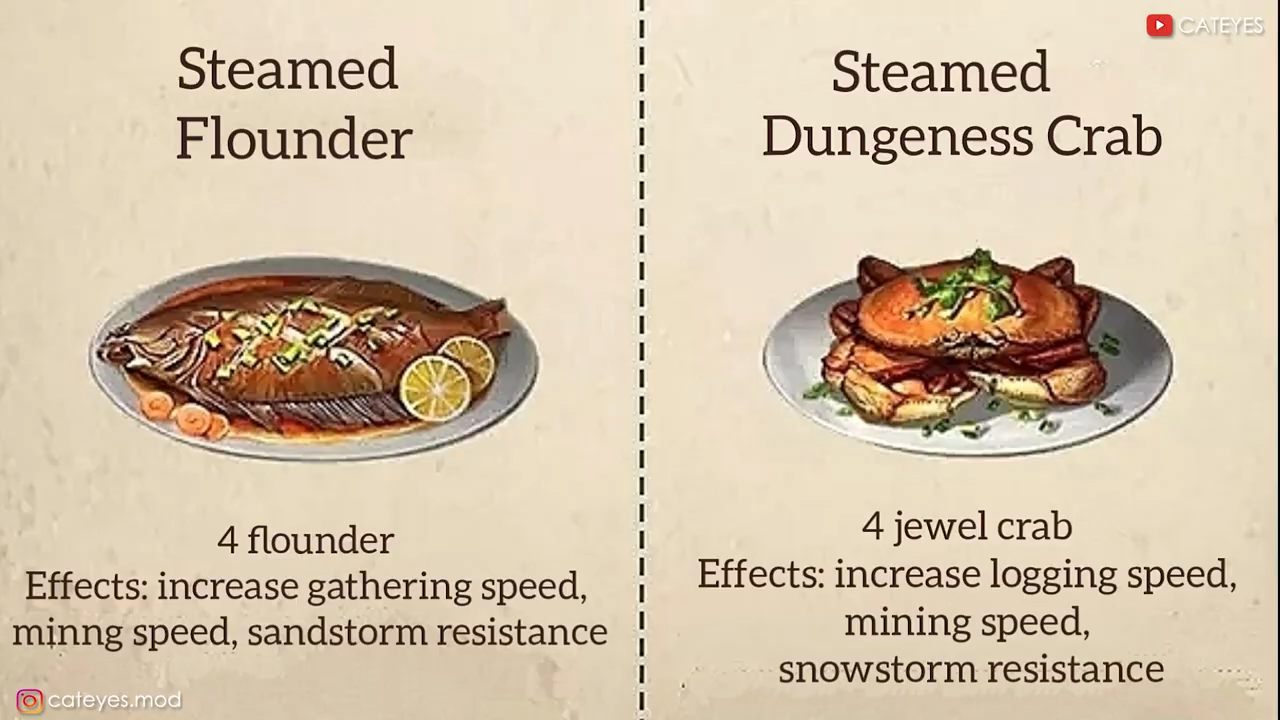 CATEYES
Steamed
Flounder
4 flounder
Effects: increase gathering speed,
minng speed, sandstorm resistance
Steamed
Dungeness Crab
4 jewel crab
Effects: increase logging speed,
mining speed,
snowstorm resistance
cateyes.mod